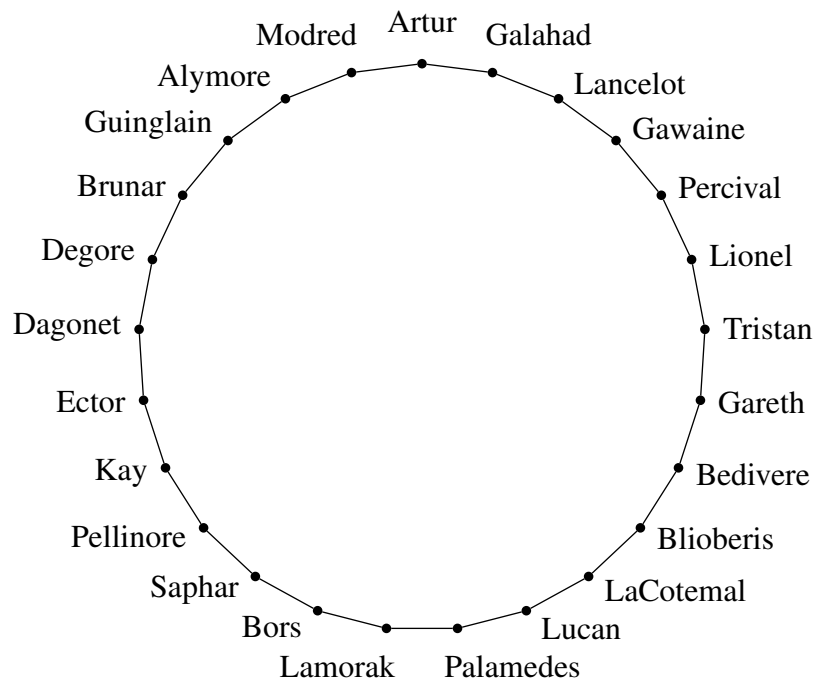 Artur
Galahad
Lancelot
Gawaine
Percival
Lionel
Tristan
Gareth
Bedivere
Blioberis
LaCotemal
Lucan
Palamedes
Lamorak
Bors
Saphar
Pellinore
Kay
Ector
Dagonet
Degore
Brunar
Guinglain
Alymore
Modred